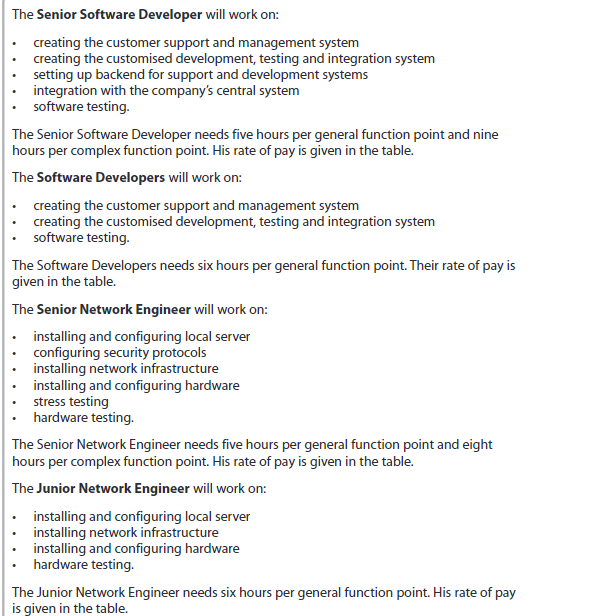 The Senior Software Developer will work on:
• creating the customer support and management system
• creating the customised development, testing and integration system
• setting up backend for support and development systems
• integration with the company's central system
• software testing.
The Senior Software Developer needs five hours per general function point and nine
hours per complex function point. His rate of pay is given in the table.
The Software Developers will work on:
• creating the customer support and management system
• creating the customised development, testing and integration system
• software testing.
The Software Developers needs six hours per general function point. Their rate of pay is
given in the table.
The Senior Network Engineer will work on:
• installing and configuring local server
• configuring security protocols
• installing network infrastructure
• installing and configuring hardware
• stress testing
• hardware testing.
The Senior Network Engineer needs five hours per general function point and eight
hours per complex function point. His rate of pay is given in the table.
The Junior Network Engineer will work on:
• installing and configuring local server
• installing network infrastructure
• installing and configuring hardware
• hardware testing.
The Junior Network Engineer needs six hours per general function point. His rate of pay
is given in the table.